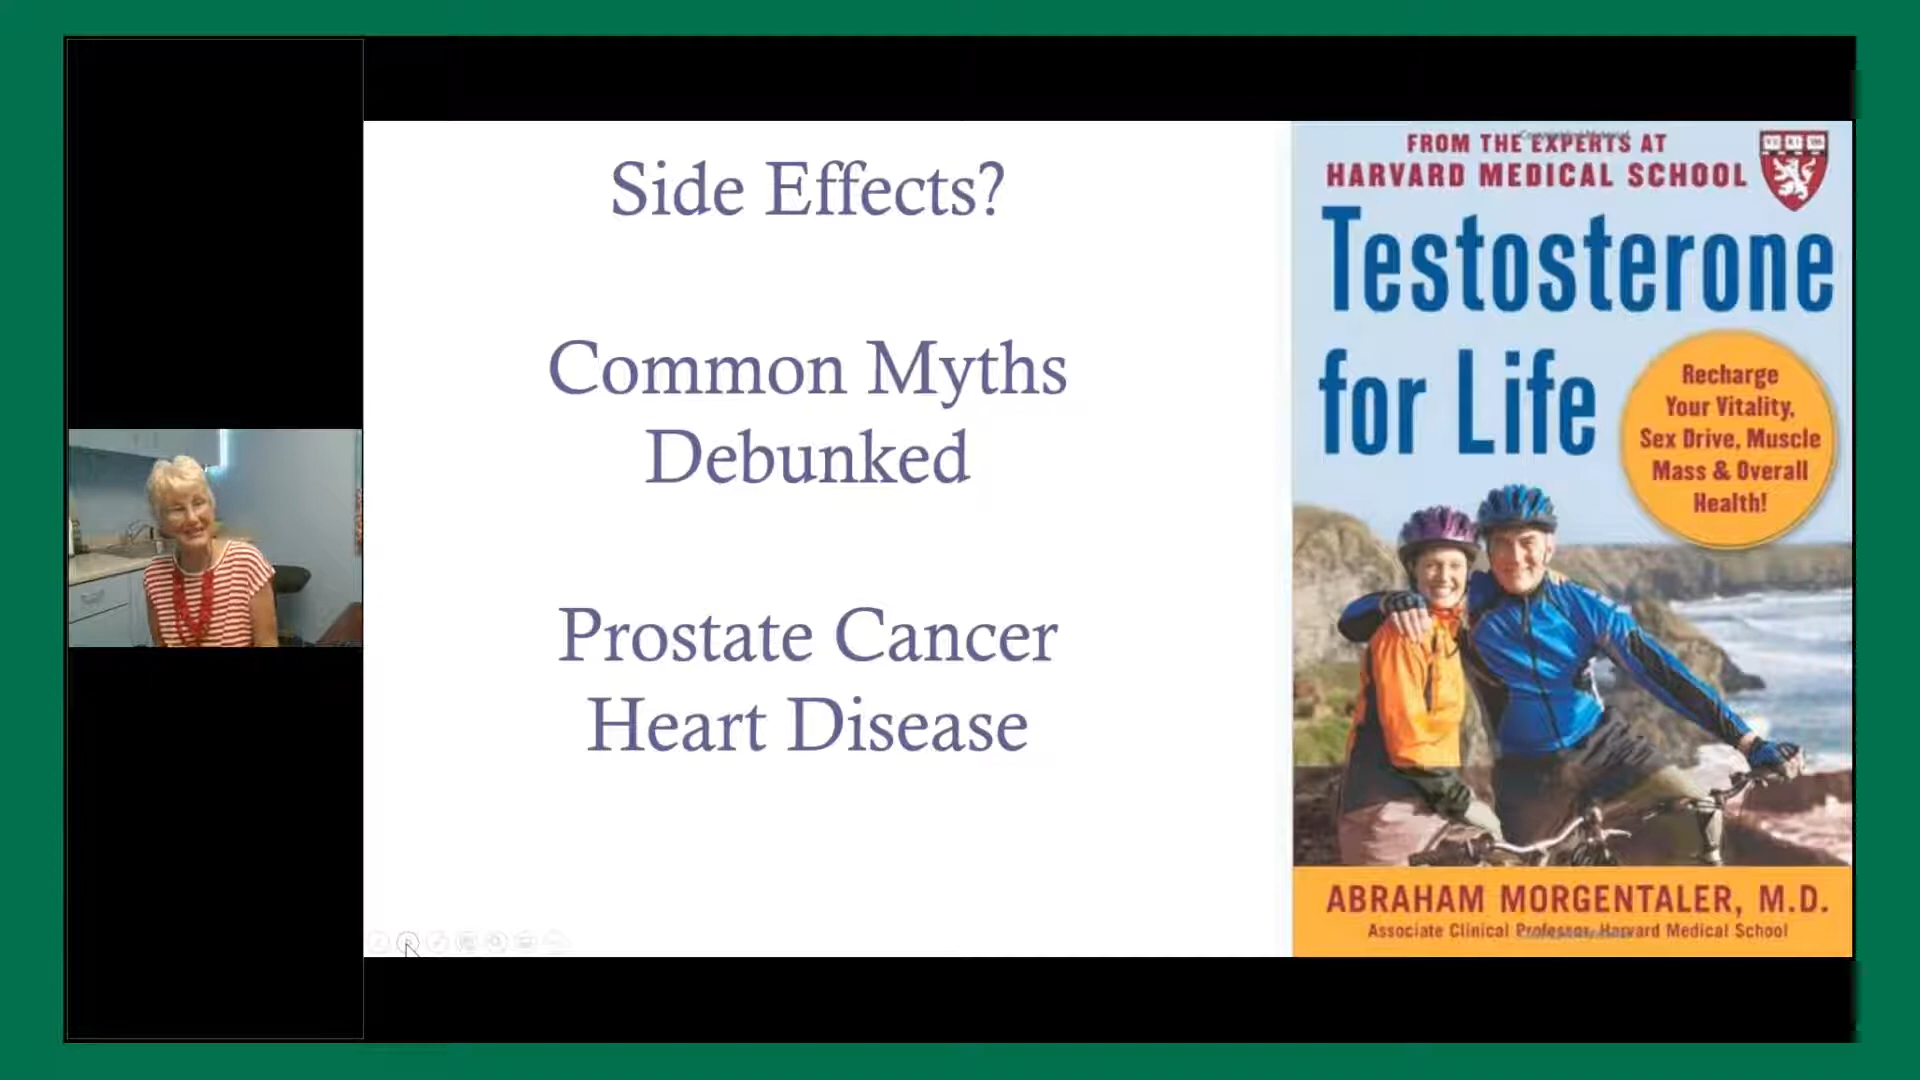 Side Effects?
Common Myths
Debunked
Prostate Cancer
Heart Disease
FROM THE EXPERTS AT
HARVARD MEDICAL SCHOOL
Testosterone
for Life
Recharge
Your Vitality,
Sex Drive, Muscle
Mass & Overall
Health!
ABRAHAM MORGENTALER, M.D.
Associate Clinical Professor, Harvard Medical School